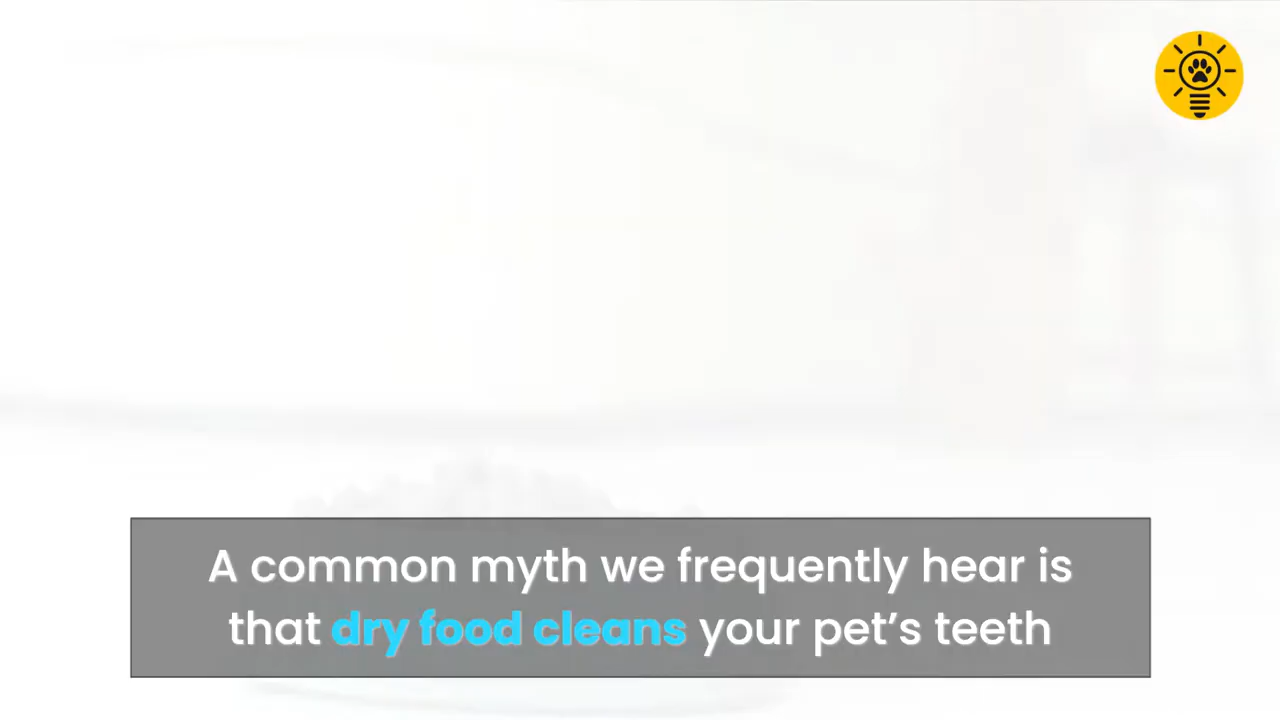 A common myth we frequently hear is
that dry food cleans your pet’s teeth